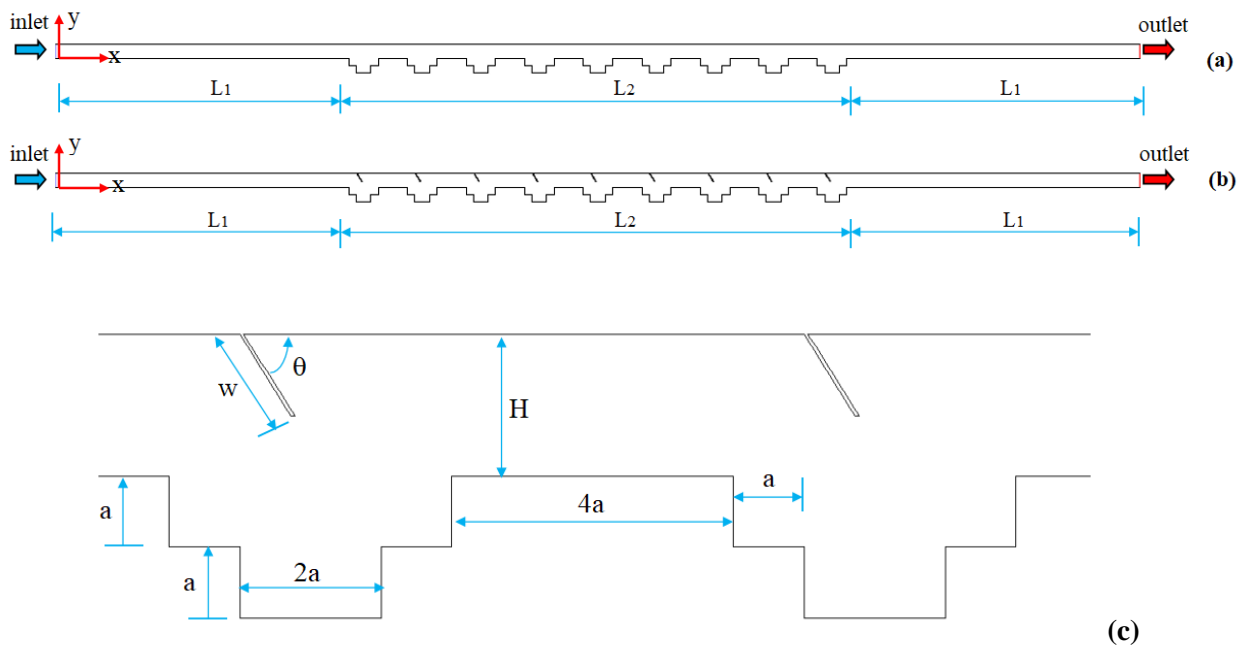 inlet
y
x
outlet
(a)
L1
L2
L1
inlet
y
x
outlet
(b)
L1
L2
L1
w
θ
H
a
4a
a
a
2a
(c)